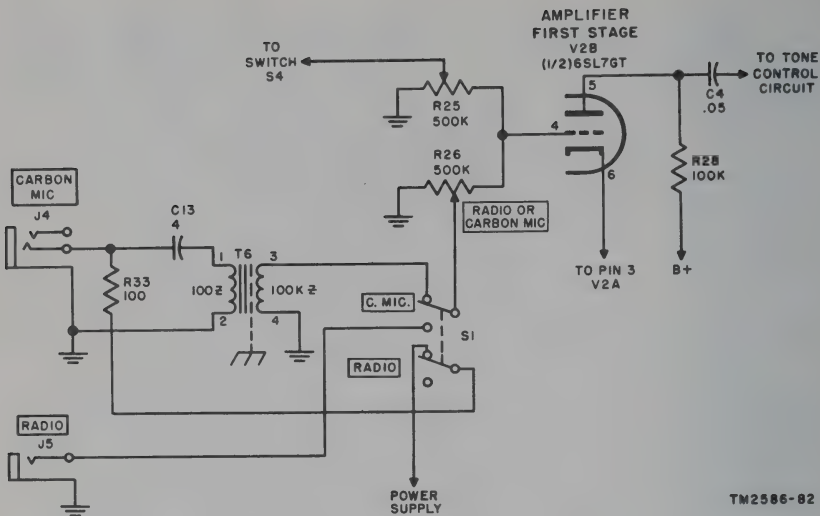 AMPLIFIER
FIRST STAGE
V2B
(1/2)6SL7GT
TO
SWITCH
S4
TO TONE
CONTROL
CIRCUIT
5
C4
.05
R25
500K
4
R26
500K
6
R28
100K
CARBON
MIC
J4
C13
4
RADIO OR
CARBON MIC
1
T6
3
R33
100
100Z
100KZ
TO PIN 3
V2A
B+
2
4
C. MIC.
S1
RADIO
RADIO
J5
POWER
SUPPLY
TM2586-82